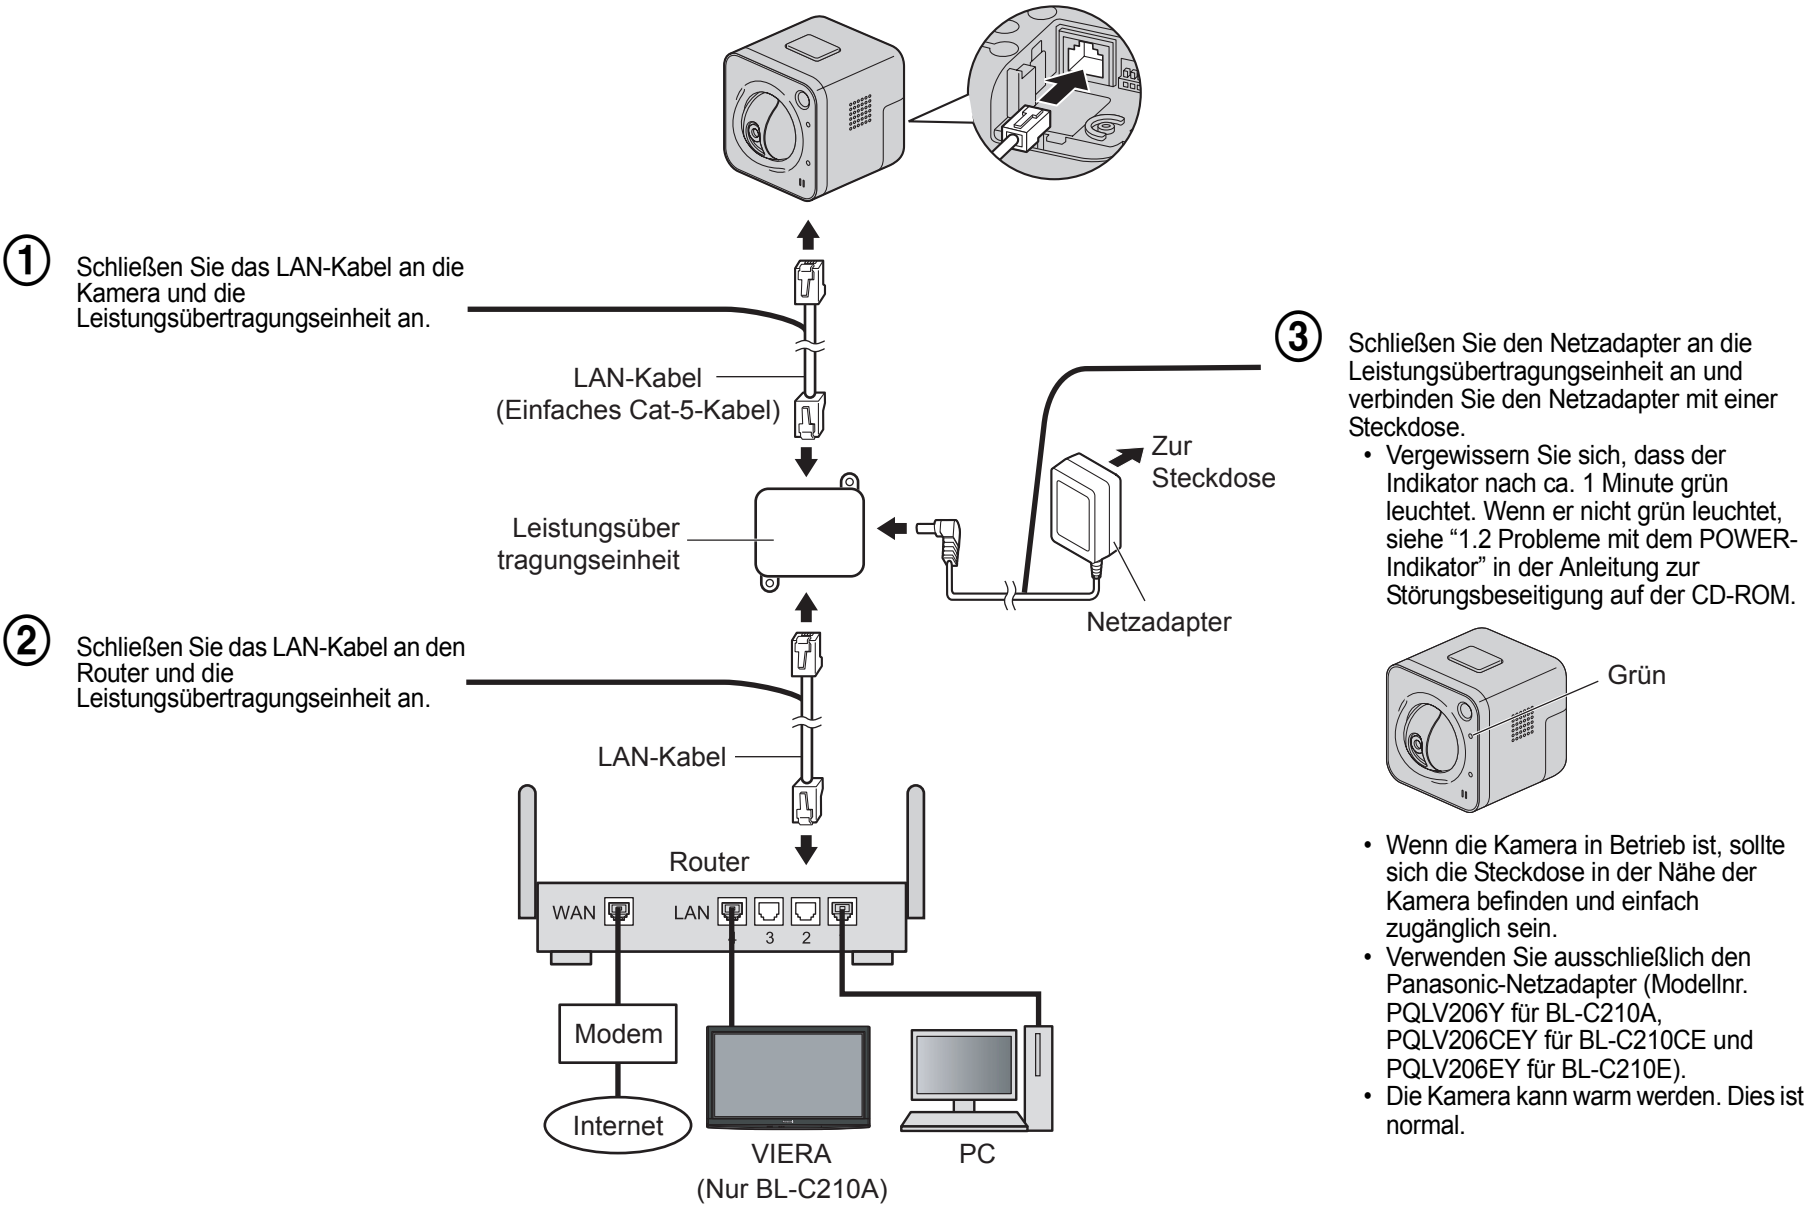 1
Schließen Sie das LAN-Kabel an die
Kamera und die
Leistungsübertragungseinheit an.
LAN-Kabel
(Einfaches Cat-5-Kabel)
Leistungsüber
tragungseinheit
2
Schließen Sie das LAN-Kabel an den
Router und die
Leistungsübertragungseinheit an.
LAN-Kabel
Router
WAN
LAN
4
3
2
Modem
Internet
VIERA
(Nur BL-C210A)
PC
Zur
Steckdose
Netzadapter
3
Schließen Sie den Netzadapter an die
Leistungsübertragungseinheit an und
verbinden Sie den Netzadapter mit einer
Steckdose.
• Vergewissern Sie sich, dass der
Indikator nach ca. 1 Minute grün
leuchtet. Wenn er nicht grün leuchtet,
siehe “1.2 Probleme mit dem POWER-
Indikator” in der Anleitung zur
Störungsbeseitigung auf der CD-ROM.
Grün
• Wenn die Kamera in Betrieb ist, sollte
sich die Steckdose in der Nähe der
Kamera befinden und einfach
zugänglich sein.
• Verwenden Sie ausschließlich den
Panasonic-Netzadapter (Modellnr.
PQLV206Y für BL-C210A,
PQLV206CEY für BL-C210CE und
PQLV206EY für BL-C210E).
• Die Kamera kann warm werden. Dies ist
normal.